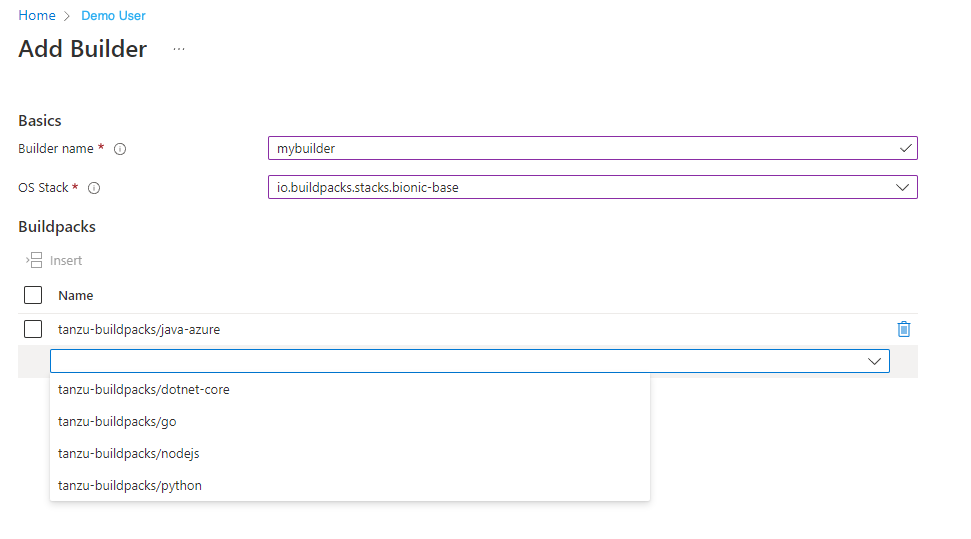 Home > Demo User
Add Builder ...
Basics
Builder name *
mybuilder
OS Stack *
io.buildpacks.stacks.bionic-base
Buildpacks
Insert
Name
tanzu-buildpacks/java-azure
tanzu-buildpacks/dotnet-core
tanzu-buildpacks/go
tanzu-buildpacks/nodejs
tanzu-buildpacks/python